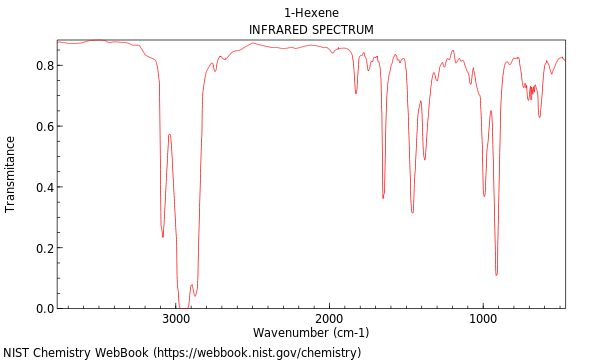 1-Hexene
INFRARED SPECTRUM
Transmitance
0.8
0.6
0.4
0.2
0.0
3000 2000 1000
Wavenumber (cm-1)
NIST Chemistry WebBook (https://webbook.nist.gov/chemistry)